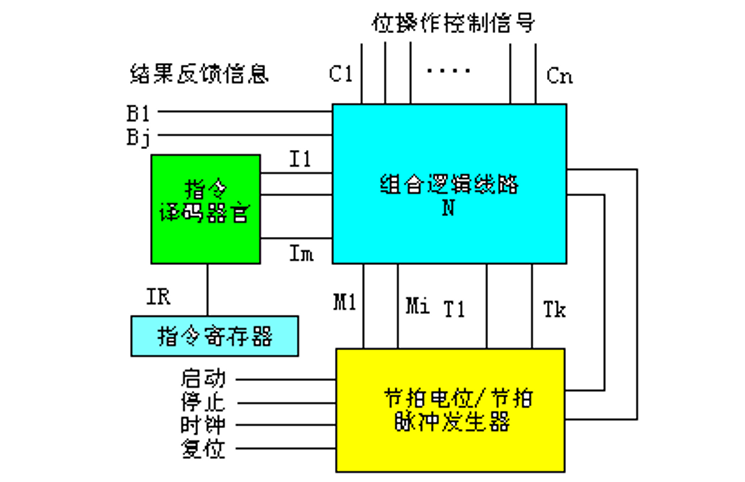 位操作控制信号
结果反馈信息
C1
····
Cn
B1
Bj
I1
指令
译码器官
组合逻辑线路
N
Im
IR
M1
Mi
T1
Tk
指令寄存器
启动
停止
时钟
复位
节拍电位/节拍
脉冲发生器